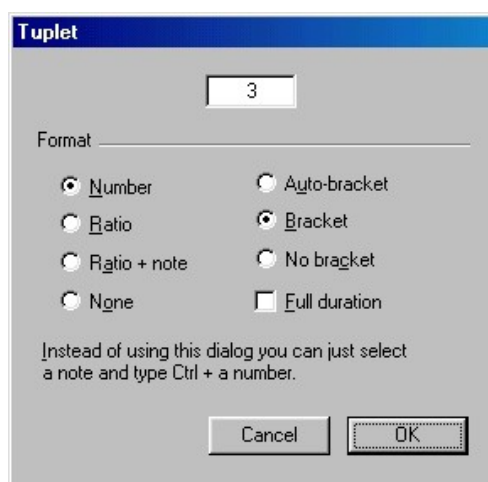 Tuplet
3
Format
Number
Auto-bracket
Ratio
Bracket
Ratio + note
No bracket
None
Full duration
Instead of using this dialog you can just select
a note and type Ctrl + a number.
Cancel
OK